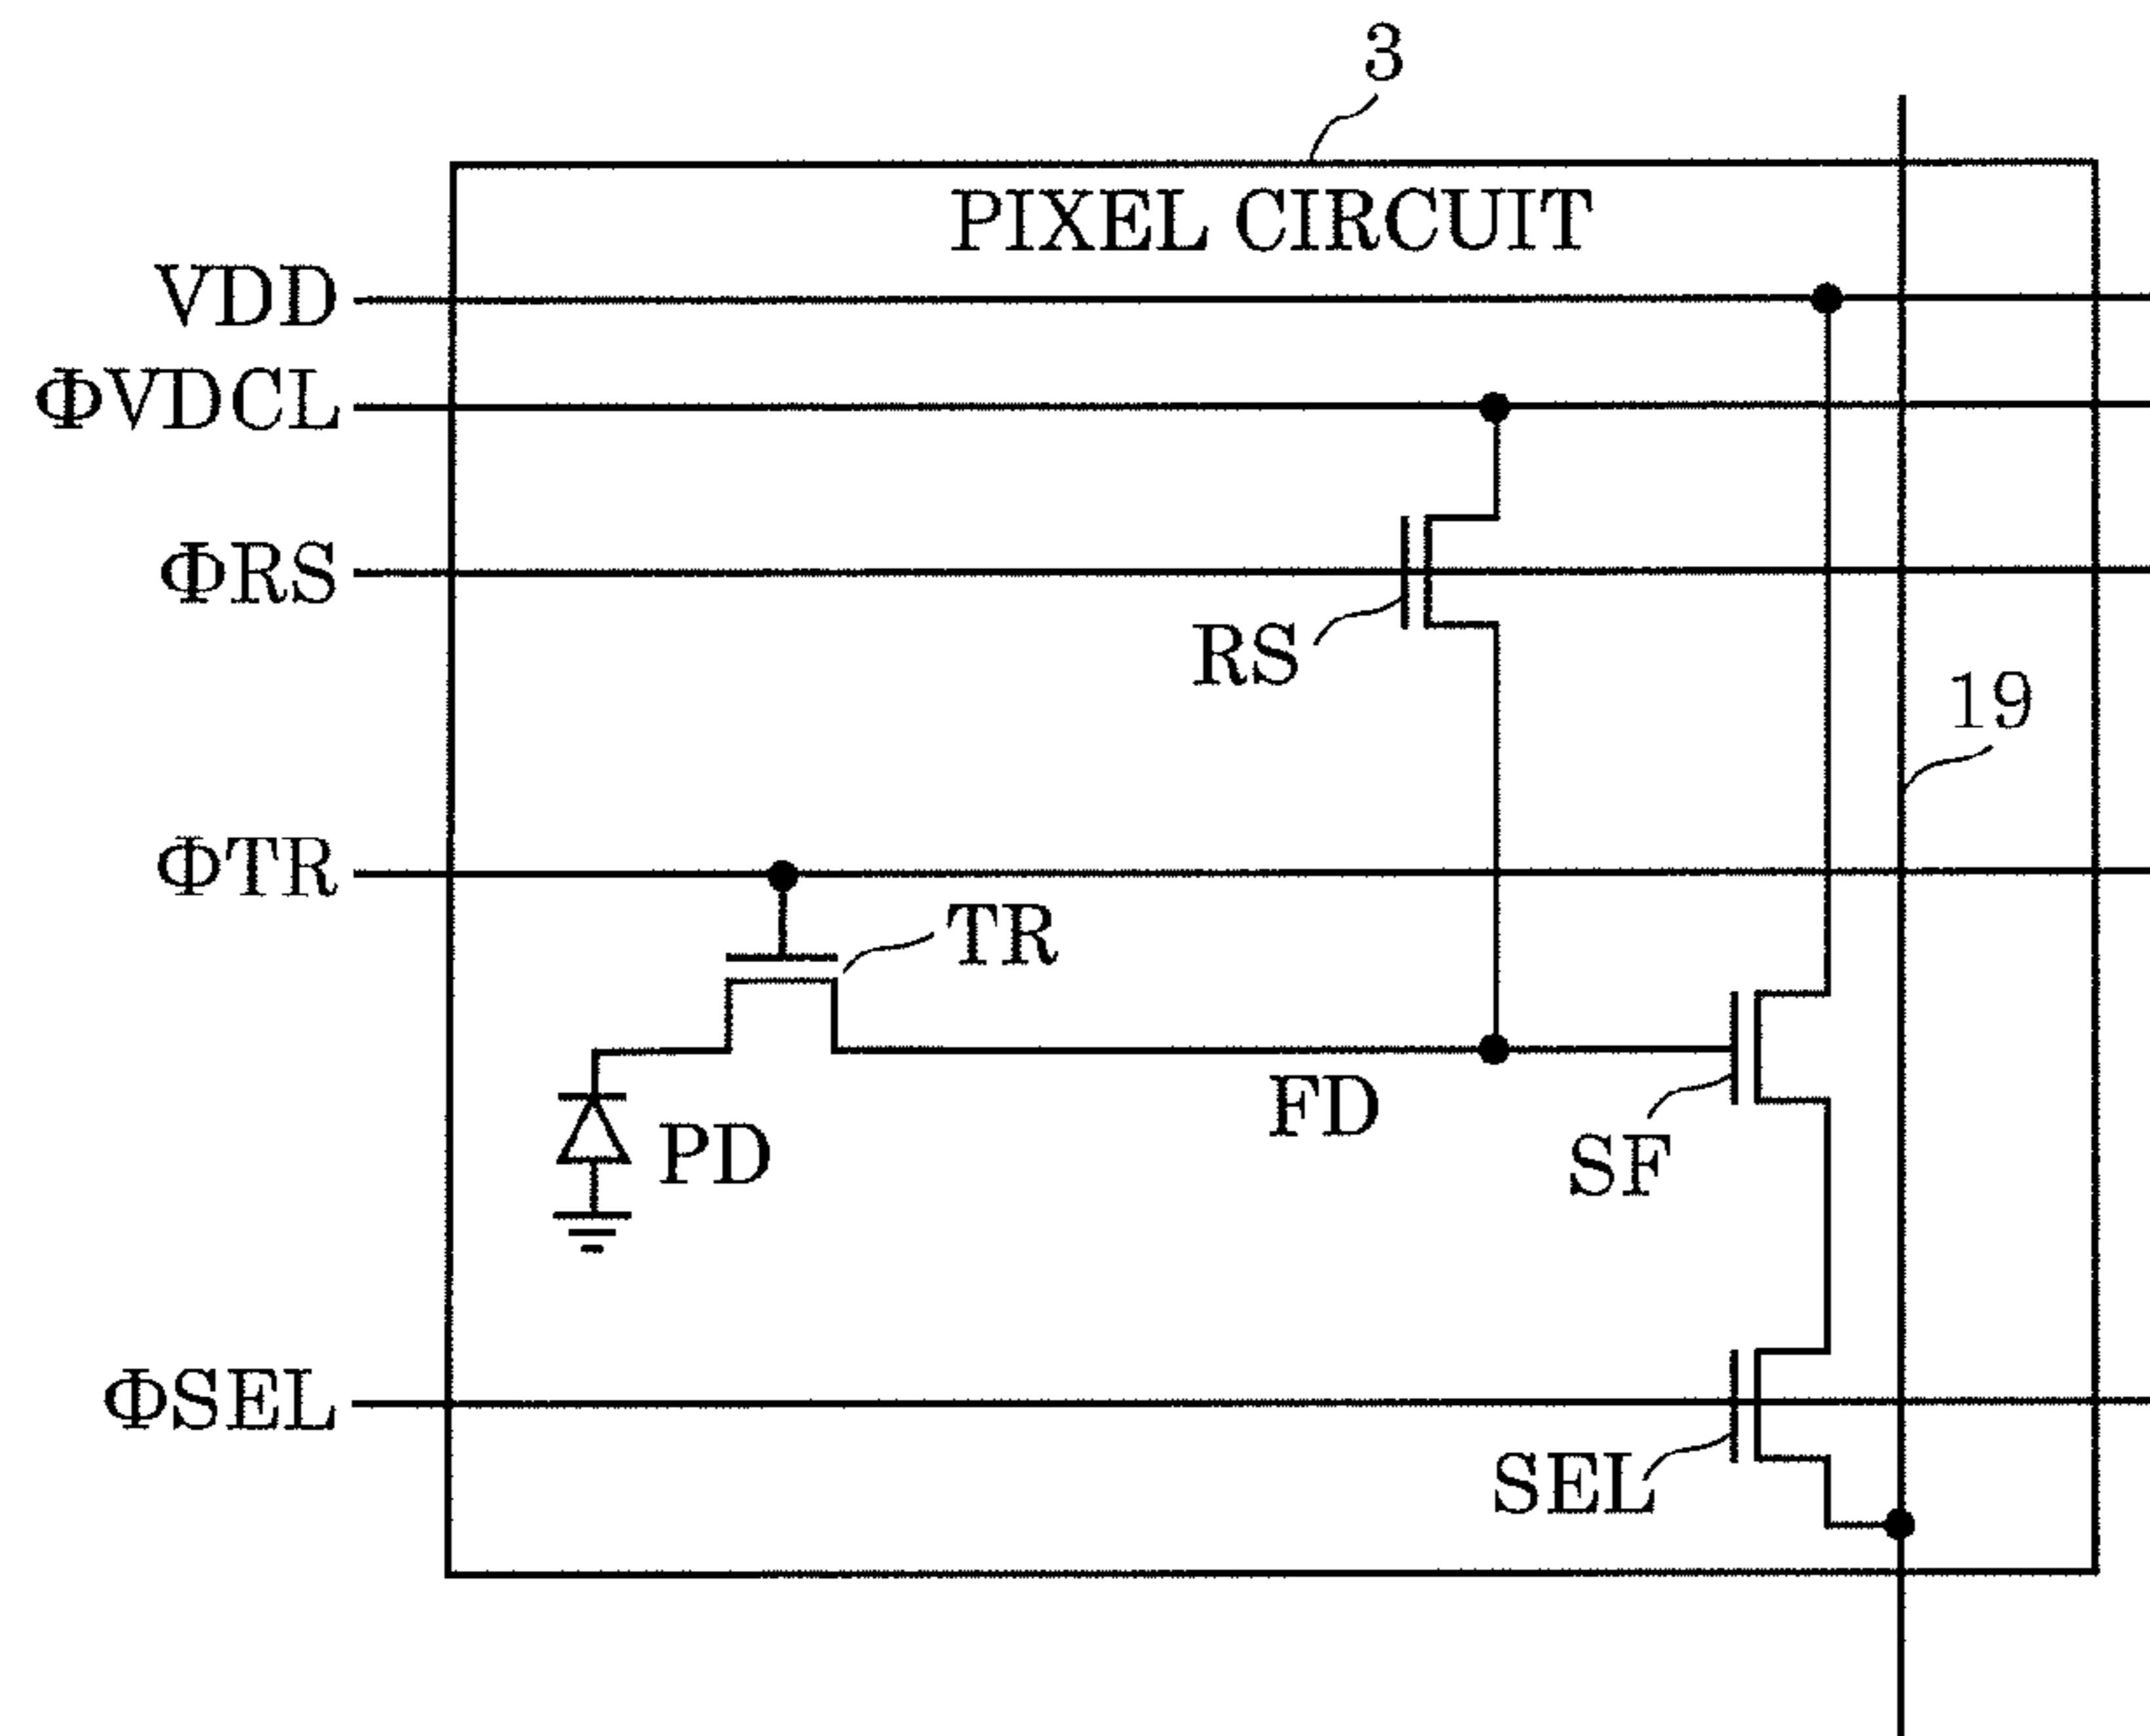 3
PIXEL CIRCUIT
VDD
ΦVDCL
ΦRS
RS
19
ΦTR
TR
FD
PD
SF
ΦSEL
SEL